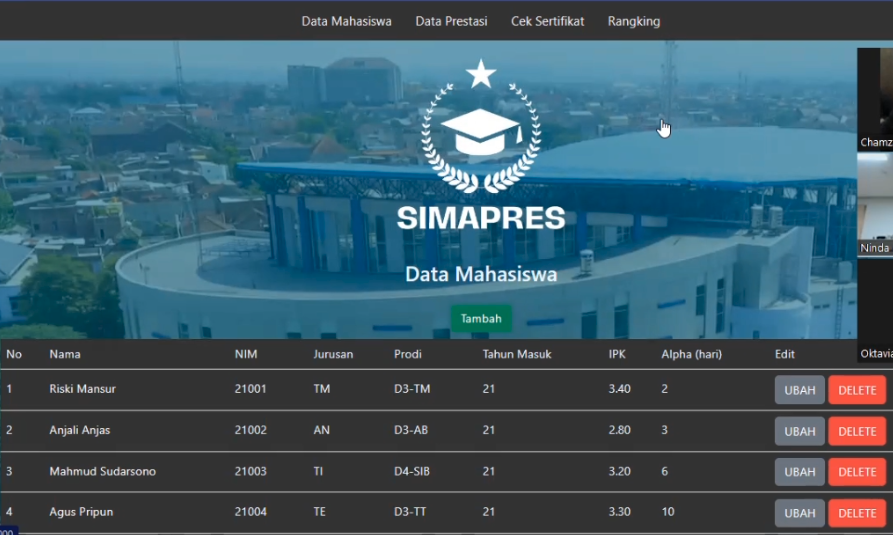 Data Mahasiswa Data Prestasi Cek Sertifikat Rangking
SIMAPRES
Data Mahasiswa
Tambah
Ninda
No Nama NIM Jurusan Prodi Tahun Masuk IPK Alpha (hari) Edit
1 Riski Mansur 21001 TM D3-TM 21 3.40 2 UBAH DELETE
2 Anjali Anjas 21002 AN D3-AB 21 2.80 3 UBAH DELETE
3 Mahmud Sudarsono 21003 TI D4-SIB 21 3.20 6 UBAH DELETE
4 Agus Pripun 21004 TE D3-TT 21 3.30 10 UBAH DELETE